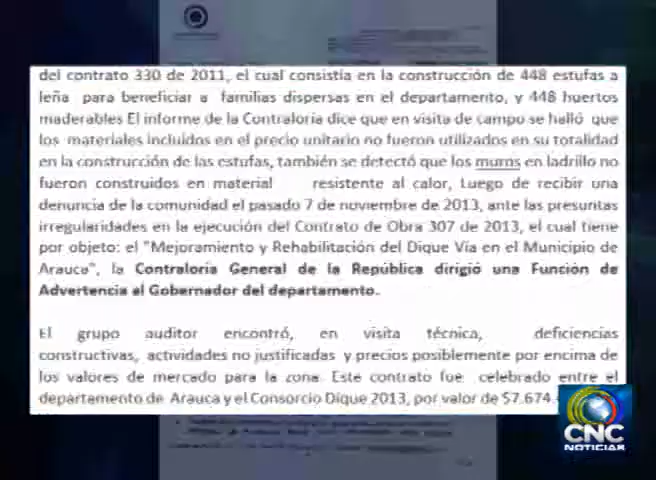 del contrato 330 de 2011, el cual consistía en la construcción de 448 estufas a
leña para beneficiar a familias dispersas en el departamento, y 448 huertos
maderables El informe de la Contraloría dice que en visita de campo se halló que
los materiales incluidos en el precio unitario no fueron utilizados en su totalidad
en la construcción de las estufas, también se detectó que los muros en ladrillo no
fueron construidos en material resistente al calor, Luego de recibir una
denuncia de la comunidad el pasado 7 de noviembre de 2013, ante las presuntas
irregularidades en la ejecución del Contrato de Obra 307 de 2013, el cual tiene
por objeto: el "Mejoramiento y Rehabilitación del Dique Vía en el Municipio de
Arauca", la Contraloría General de la República dirigió una Función de
Advertencia al Gobernador del departamento.
El grupo auditor encontró, en visita técnica, deficiencias
constructivas, actividades no justificadas y precios posiblemente por encima de
los valores de mercado para la zona. Este contrato fue celebrado entre el
departamento de Arauca y el Consorcio Dique 2013, por valor de $7.674.
CNC
NOTICIAS